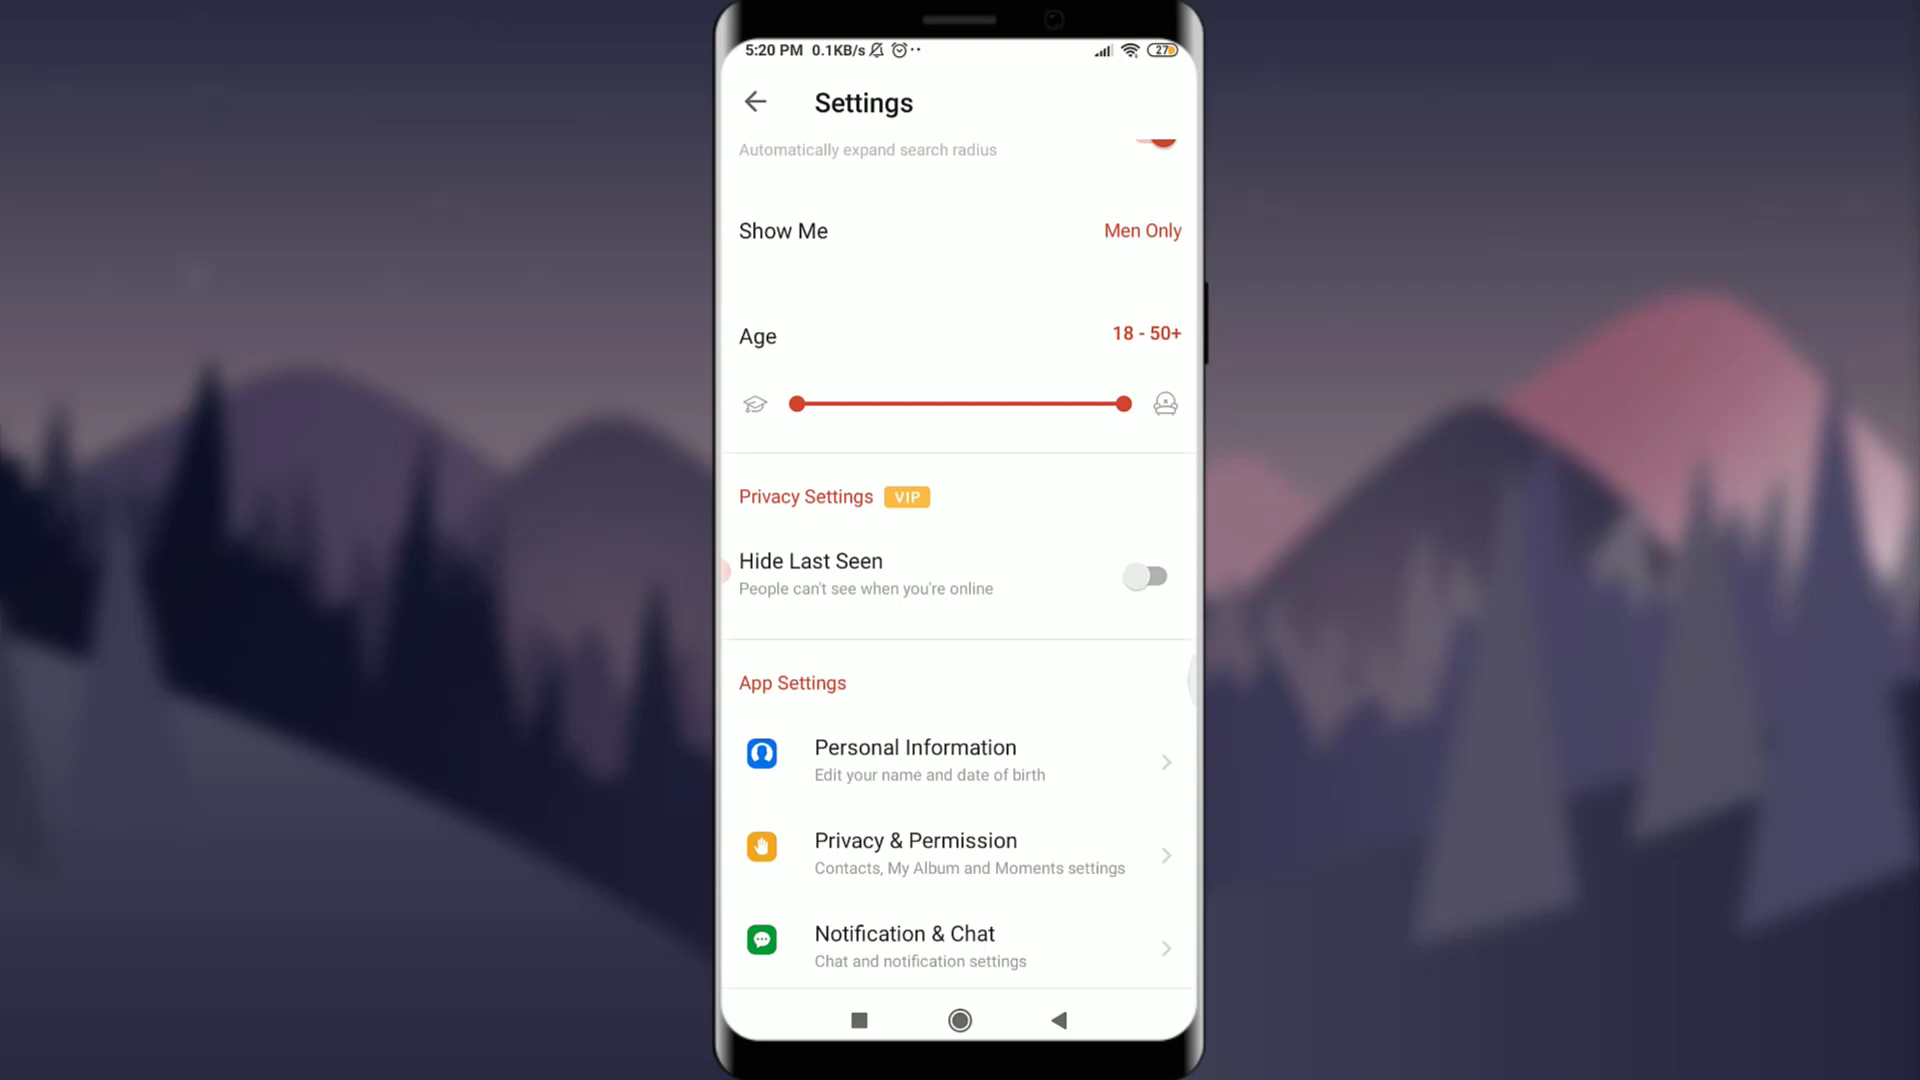 5:20 PM 0.1KB/s
27
Settings
Automatically expand search radius
Show Me
Men Only
Age
18 - 50+
Privacy Settings VIP
Hide Last Seen
People can't see when you're online
App Settings
Personal Information
Edit your name and date of birth
Privacy & Permission
Contacts, My Album and Moments settings
Notification & Chat
Chat and notification settings